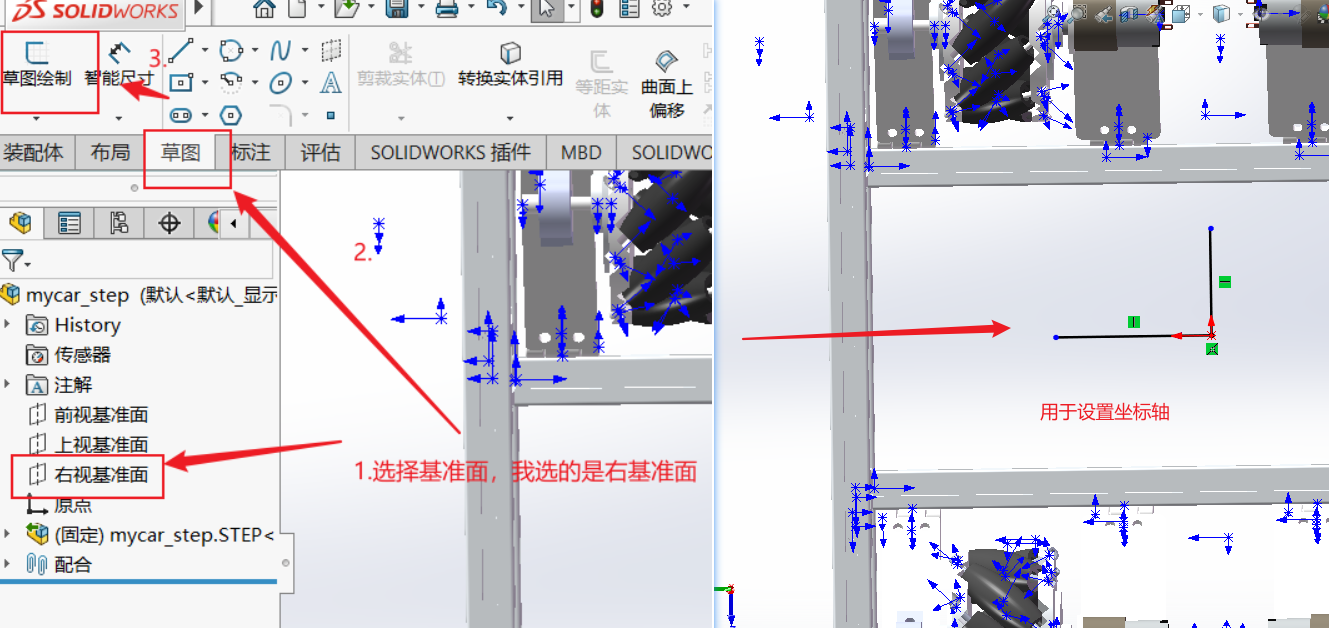 SOLIDWORKS
草图绘制
智能尺寸
3.
剪裁实体(T)
转换实体引用
等距实体
曲面上偏移
装配体
布局
草图
标注
评估
SOLIDWORKS 插件
MBD
SOLIDWO
2.
mycar_step (默认<默认_显示
History
传感器
注解
前视基准面
上视基准面
右视基准面
原点
(固定) mycar_step.STEP<
配合
1.选择基准面，我选的是右基准面
用于设置坐标轴